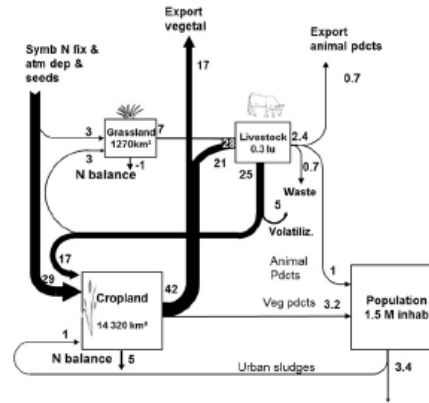 Export
vegetal
Symb N fix &
atm dep &
seeds
Export
animal pdcts
17
0.7
3
Grassland
1270km²
7
Livestock
0.3 lu
2.4
28
3
21
25
0.7
-1
N balance
Waste
5
Volatiliz.
17
29
Animal
Pdcts
1
42
Cropland
14 320 km²
Veg pdcts
3.2
Population
1.5 M inhab
1
N balance
5
Urban sludges
3.4